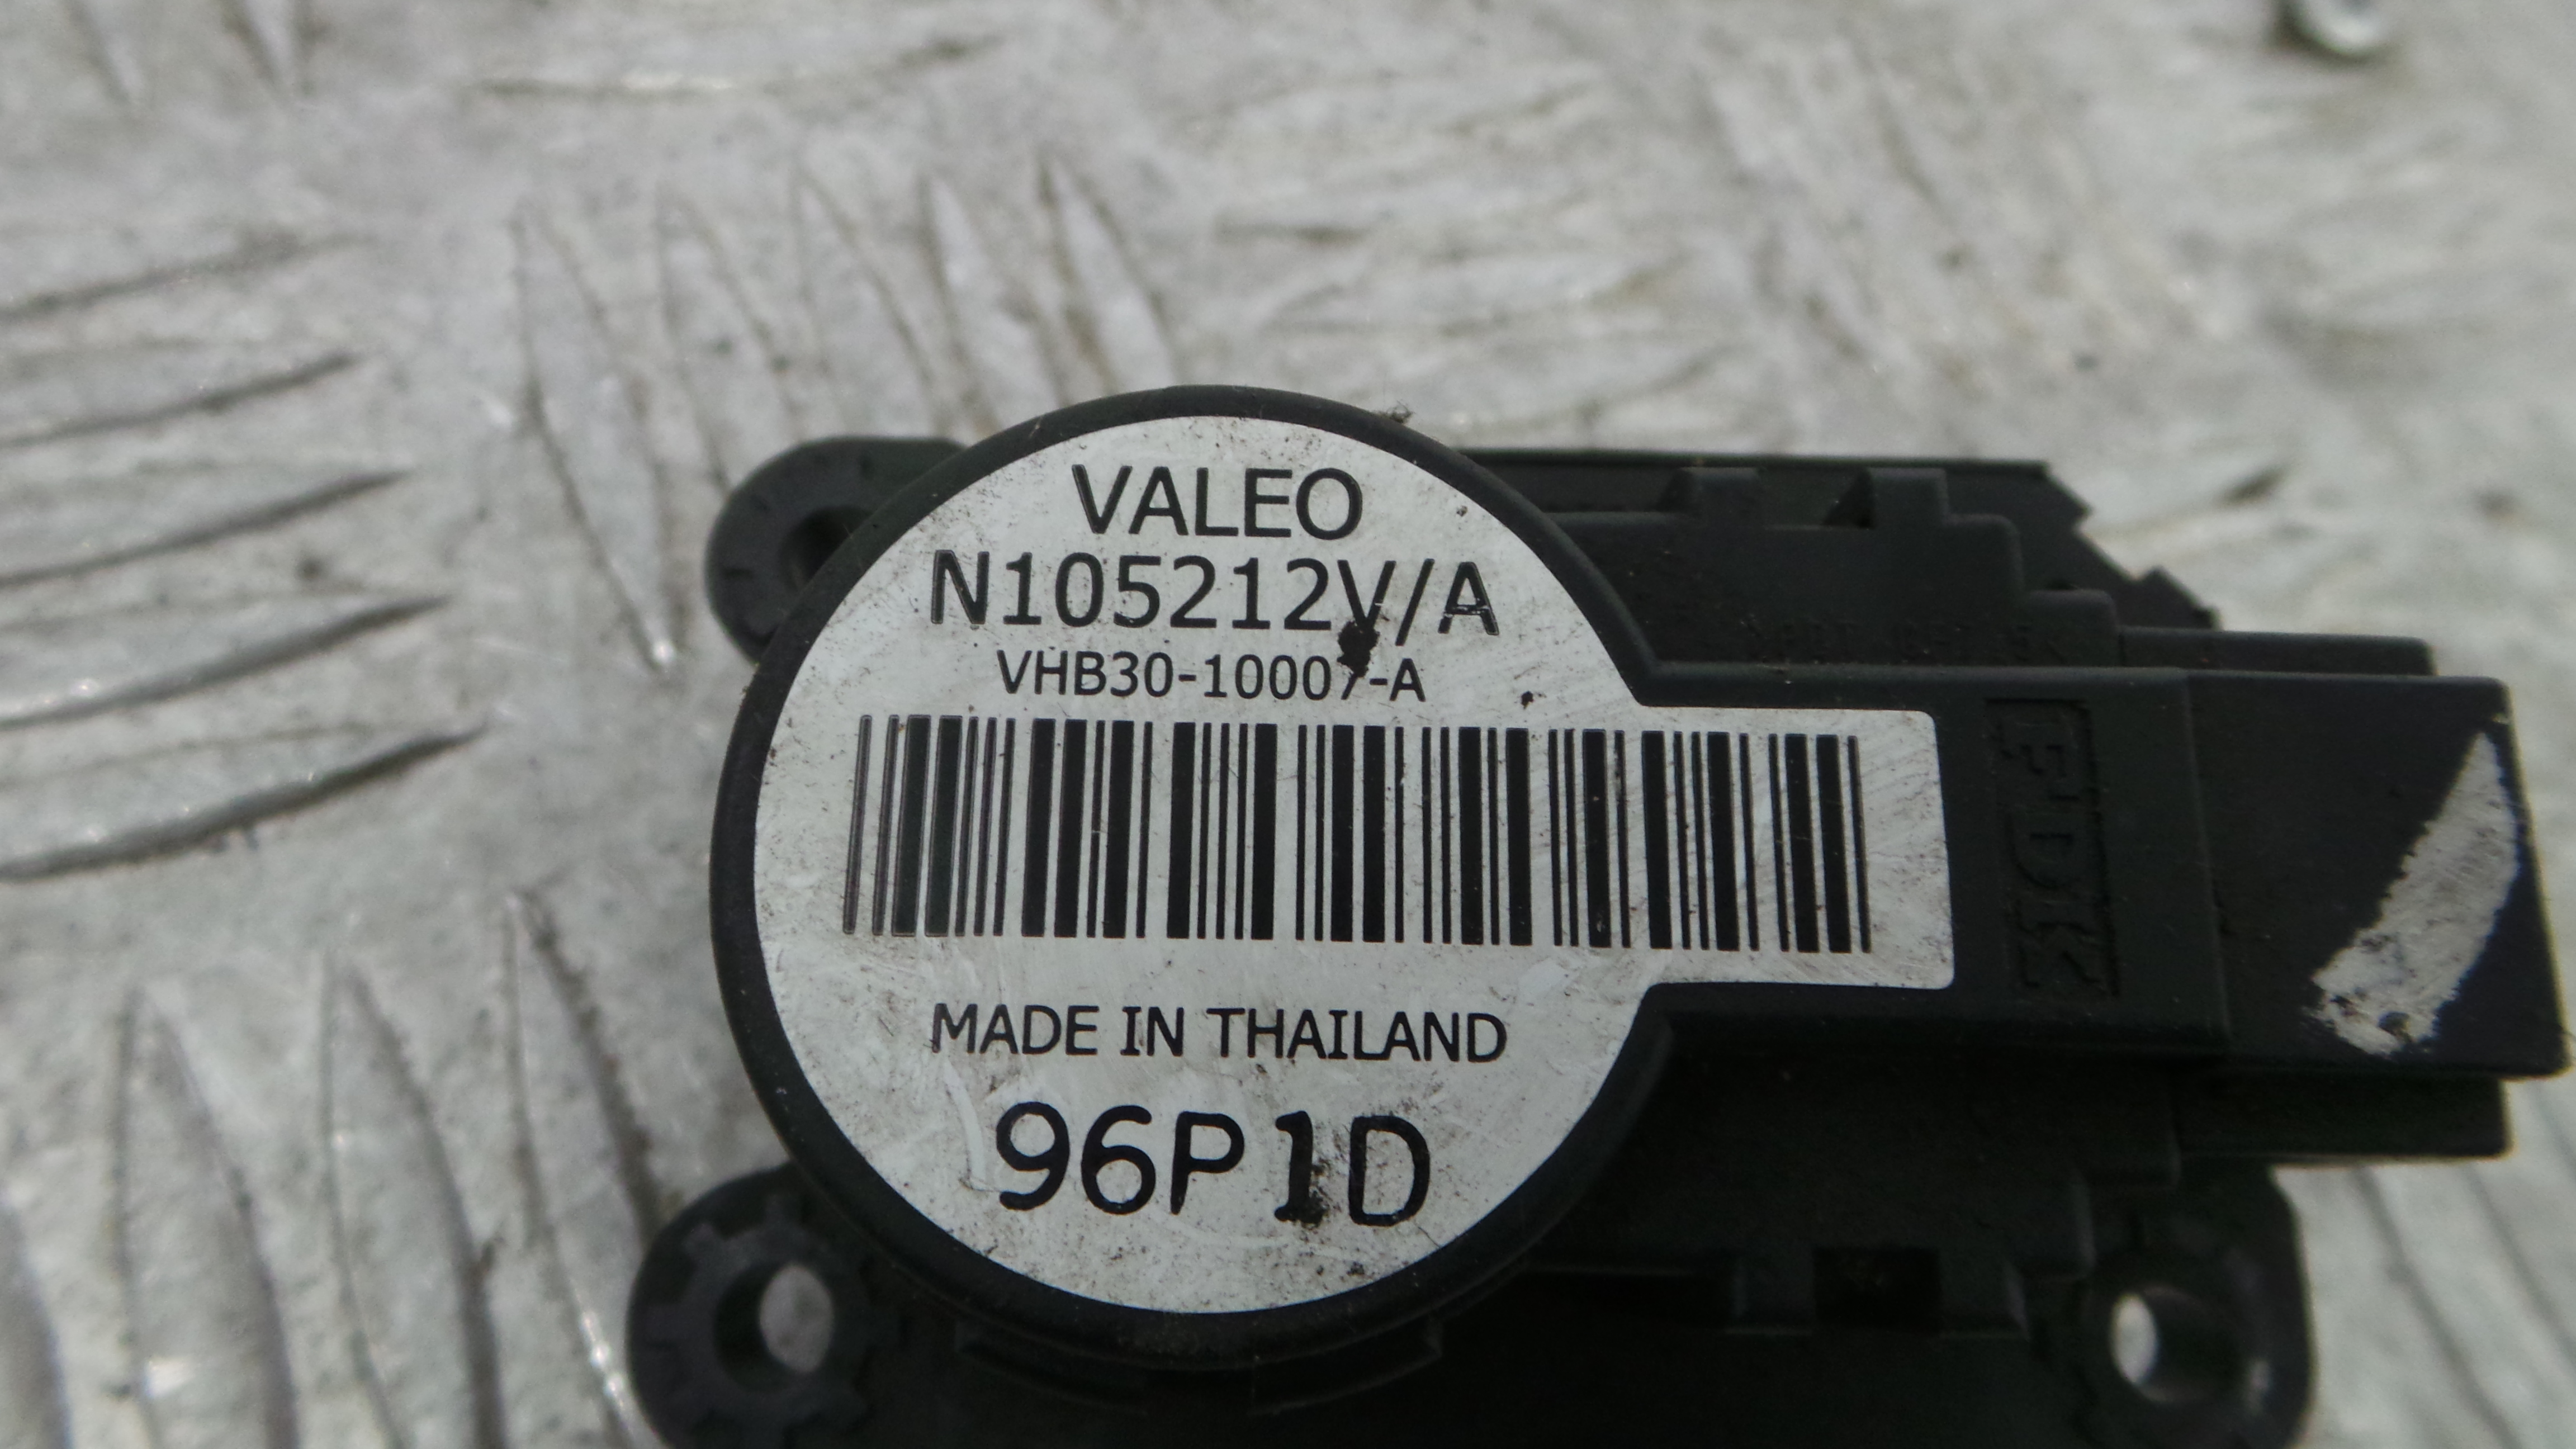 VALEO
N105212V/A
VHB30-10007-A
MADE IN THAILAND
96P1D